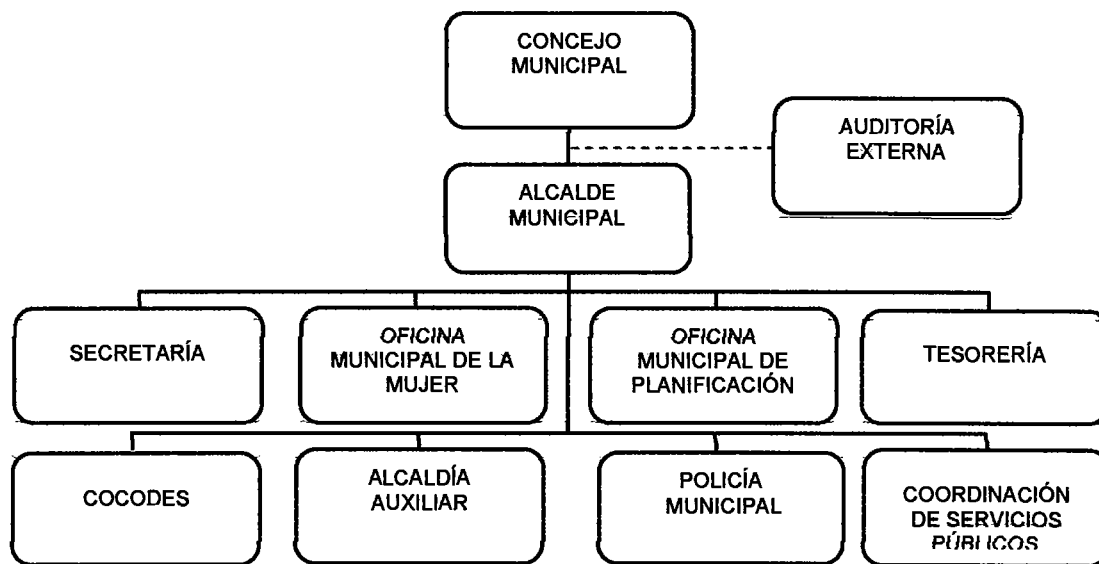 CONCEJO
MUNICIPAL
AUDITORÍA
EXTERNA
ALCALDE
MUNICIPAL
SECRETARÍA
OFICINA
MUNICIPAL DE LA
MUJER
OFICINA
MUNICIPAL DE
PLANIFICACIÓN
TESORERÍA
COCODES
ALCALDÍA
AUXILIAR
POLICÍA
MUNICIPAL
COORDINACIÓN
DE SERVICIOS
PÚBLICOS